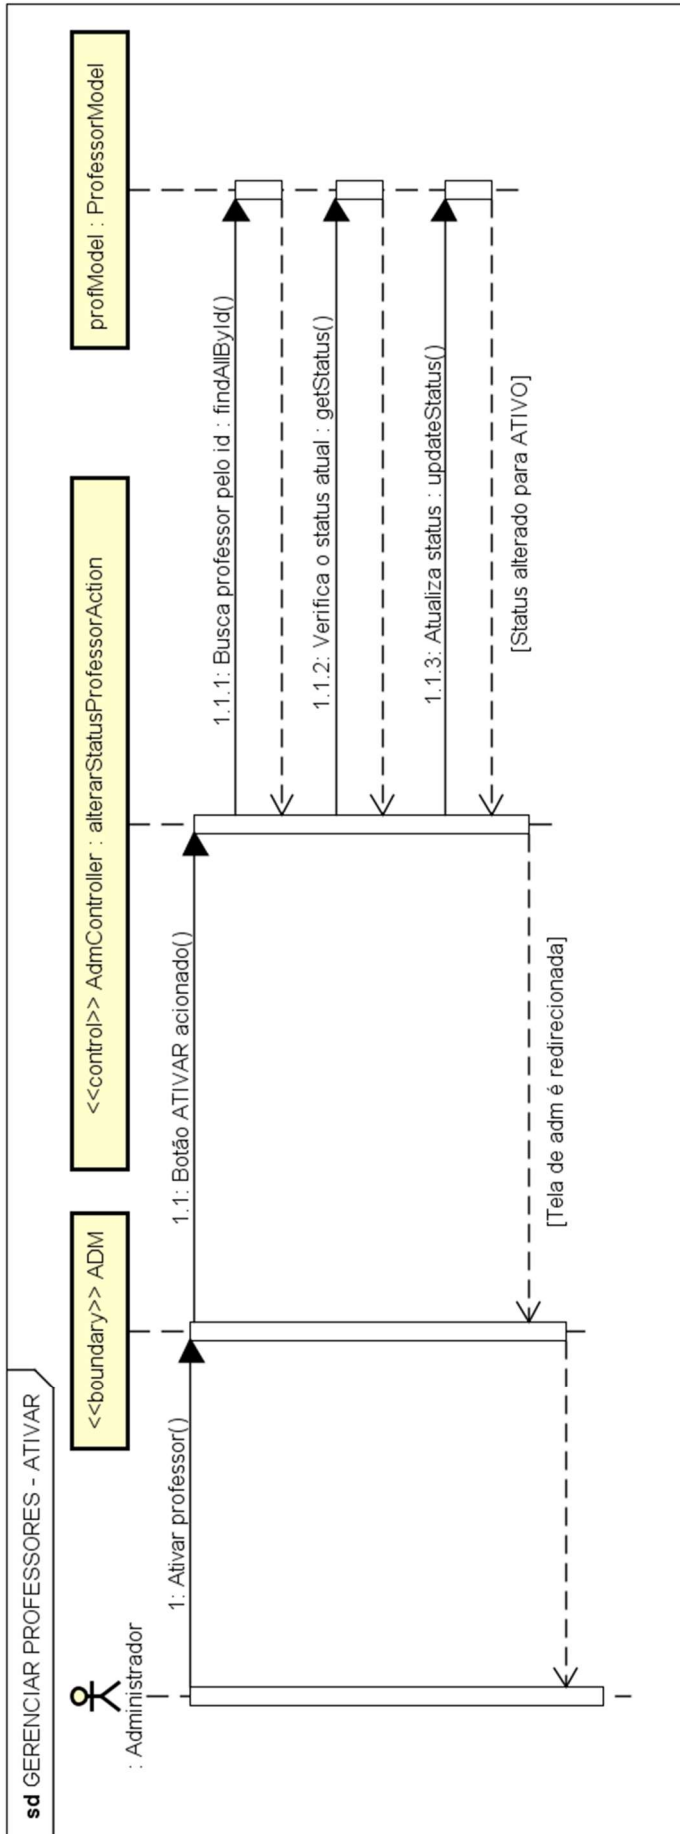 sd GERENCIAR PROFESSORES - ATIVAR
: Administrador
<<boundary>> ADM
<<control>> AdmController : alterarStatusProfessorAction
profModel : ProfessorModel
1: Ativar professor()
1.1: Botão ATIVAR acionado()
1.1.1: Busca professor pelo id : findAllById()
1.1.2: Verifica o status atual : getStatus()
1.1.3: Atualiza status : updateStatus()
[Status alterado para ATIVO]
[Tela de adm é redirecionada]